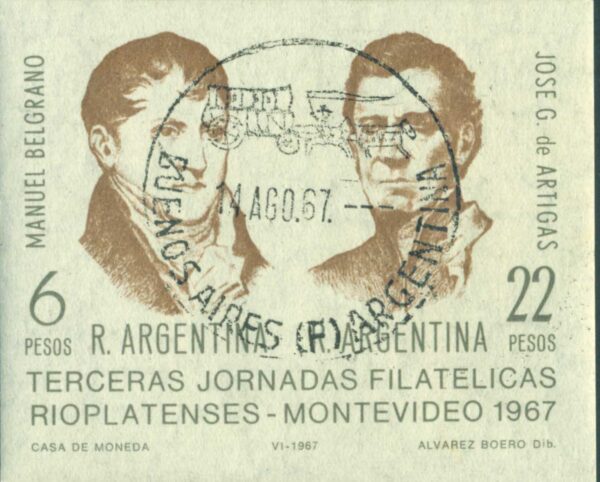 MANUEL BELGRANO
JOSE G. de ARTIGAS
14 AGO.67.
BUENOS AIRES (R) ARGENTINA
6 PESOS
R. ARGENTINA
R. ARGENTINA
22 PESOS
TERCERAS JORNADAS FILATELICAS
RIOPLATENSES - MONTEVIDEO 1967
CASA DE MONEDA VI-1967 ALVAREZ BOERO Dib.